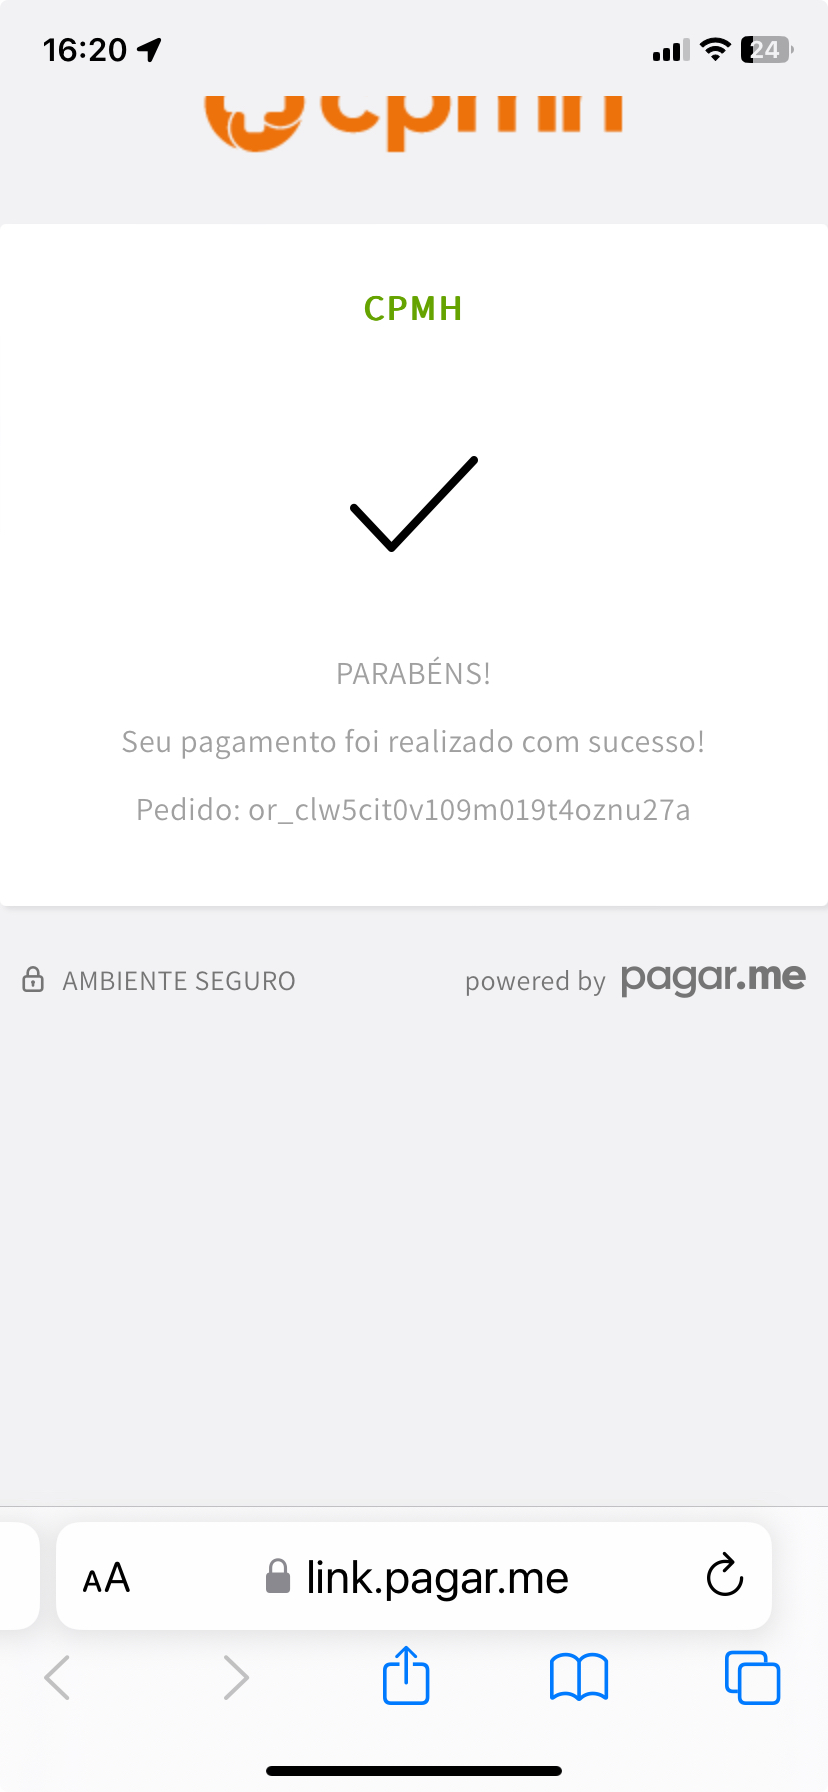 16:20
24
cpmh
CPMH
PARABÉNS!
Seu pagamento foi realizado com sucesso!
Pedido: or_clw5cit0v109m019t4oznu27a
AMBIENTE SEGURO
powered by pagar.me
AA
link.pagar.me